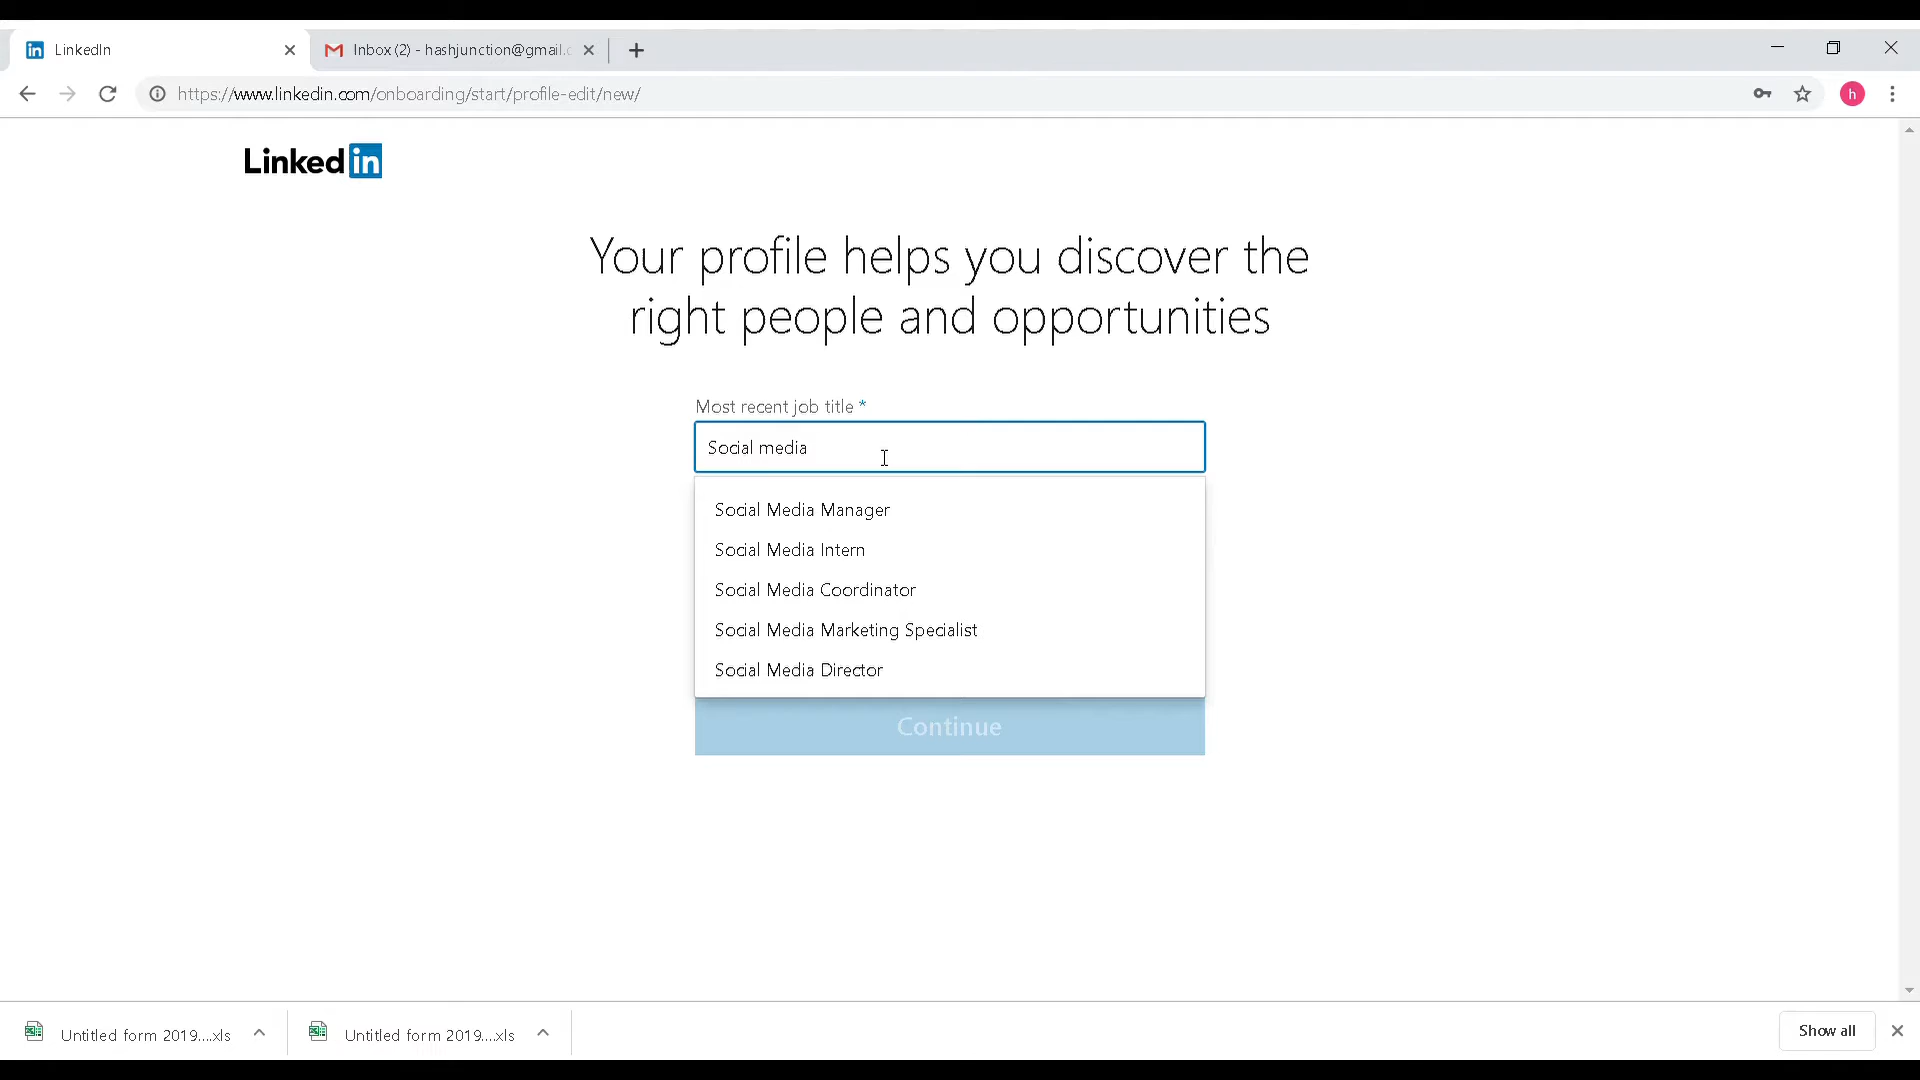 LinkedIn
Inbox (2) - hashjunction@gmail.c
https://www.linkedin.com/onboarding/start/profile-edit/new/
h
Linked in
Your profile helps you discover the
right people and opportunities
Most recent job title *
Social media
Social Media Manager
Social Media Intern
Social Media Coordinator
Social Media Marketing Specialist
Social Media Director
Continue
Untitled form 2019....xls
Untitled form 2019....xls
Show all